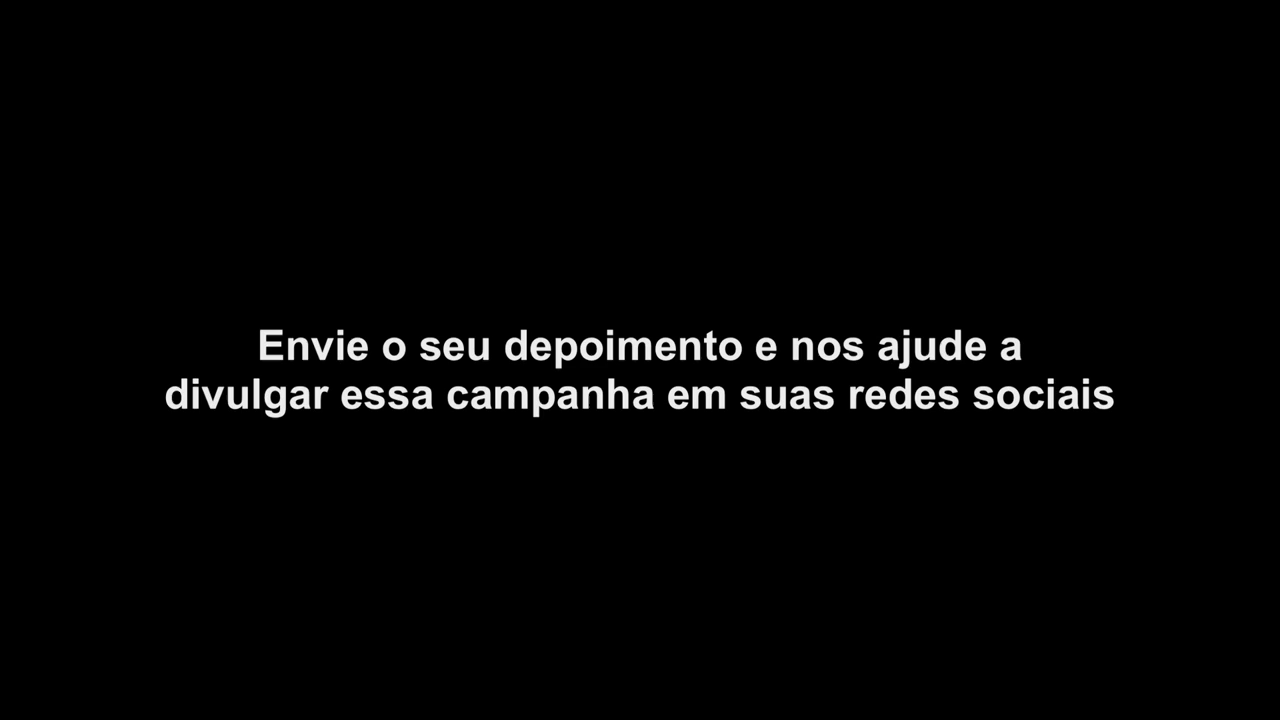 Envie o seu depoimento e nos ajude a
divulgar essa campanha em suas redes sociais